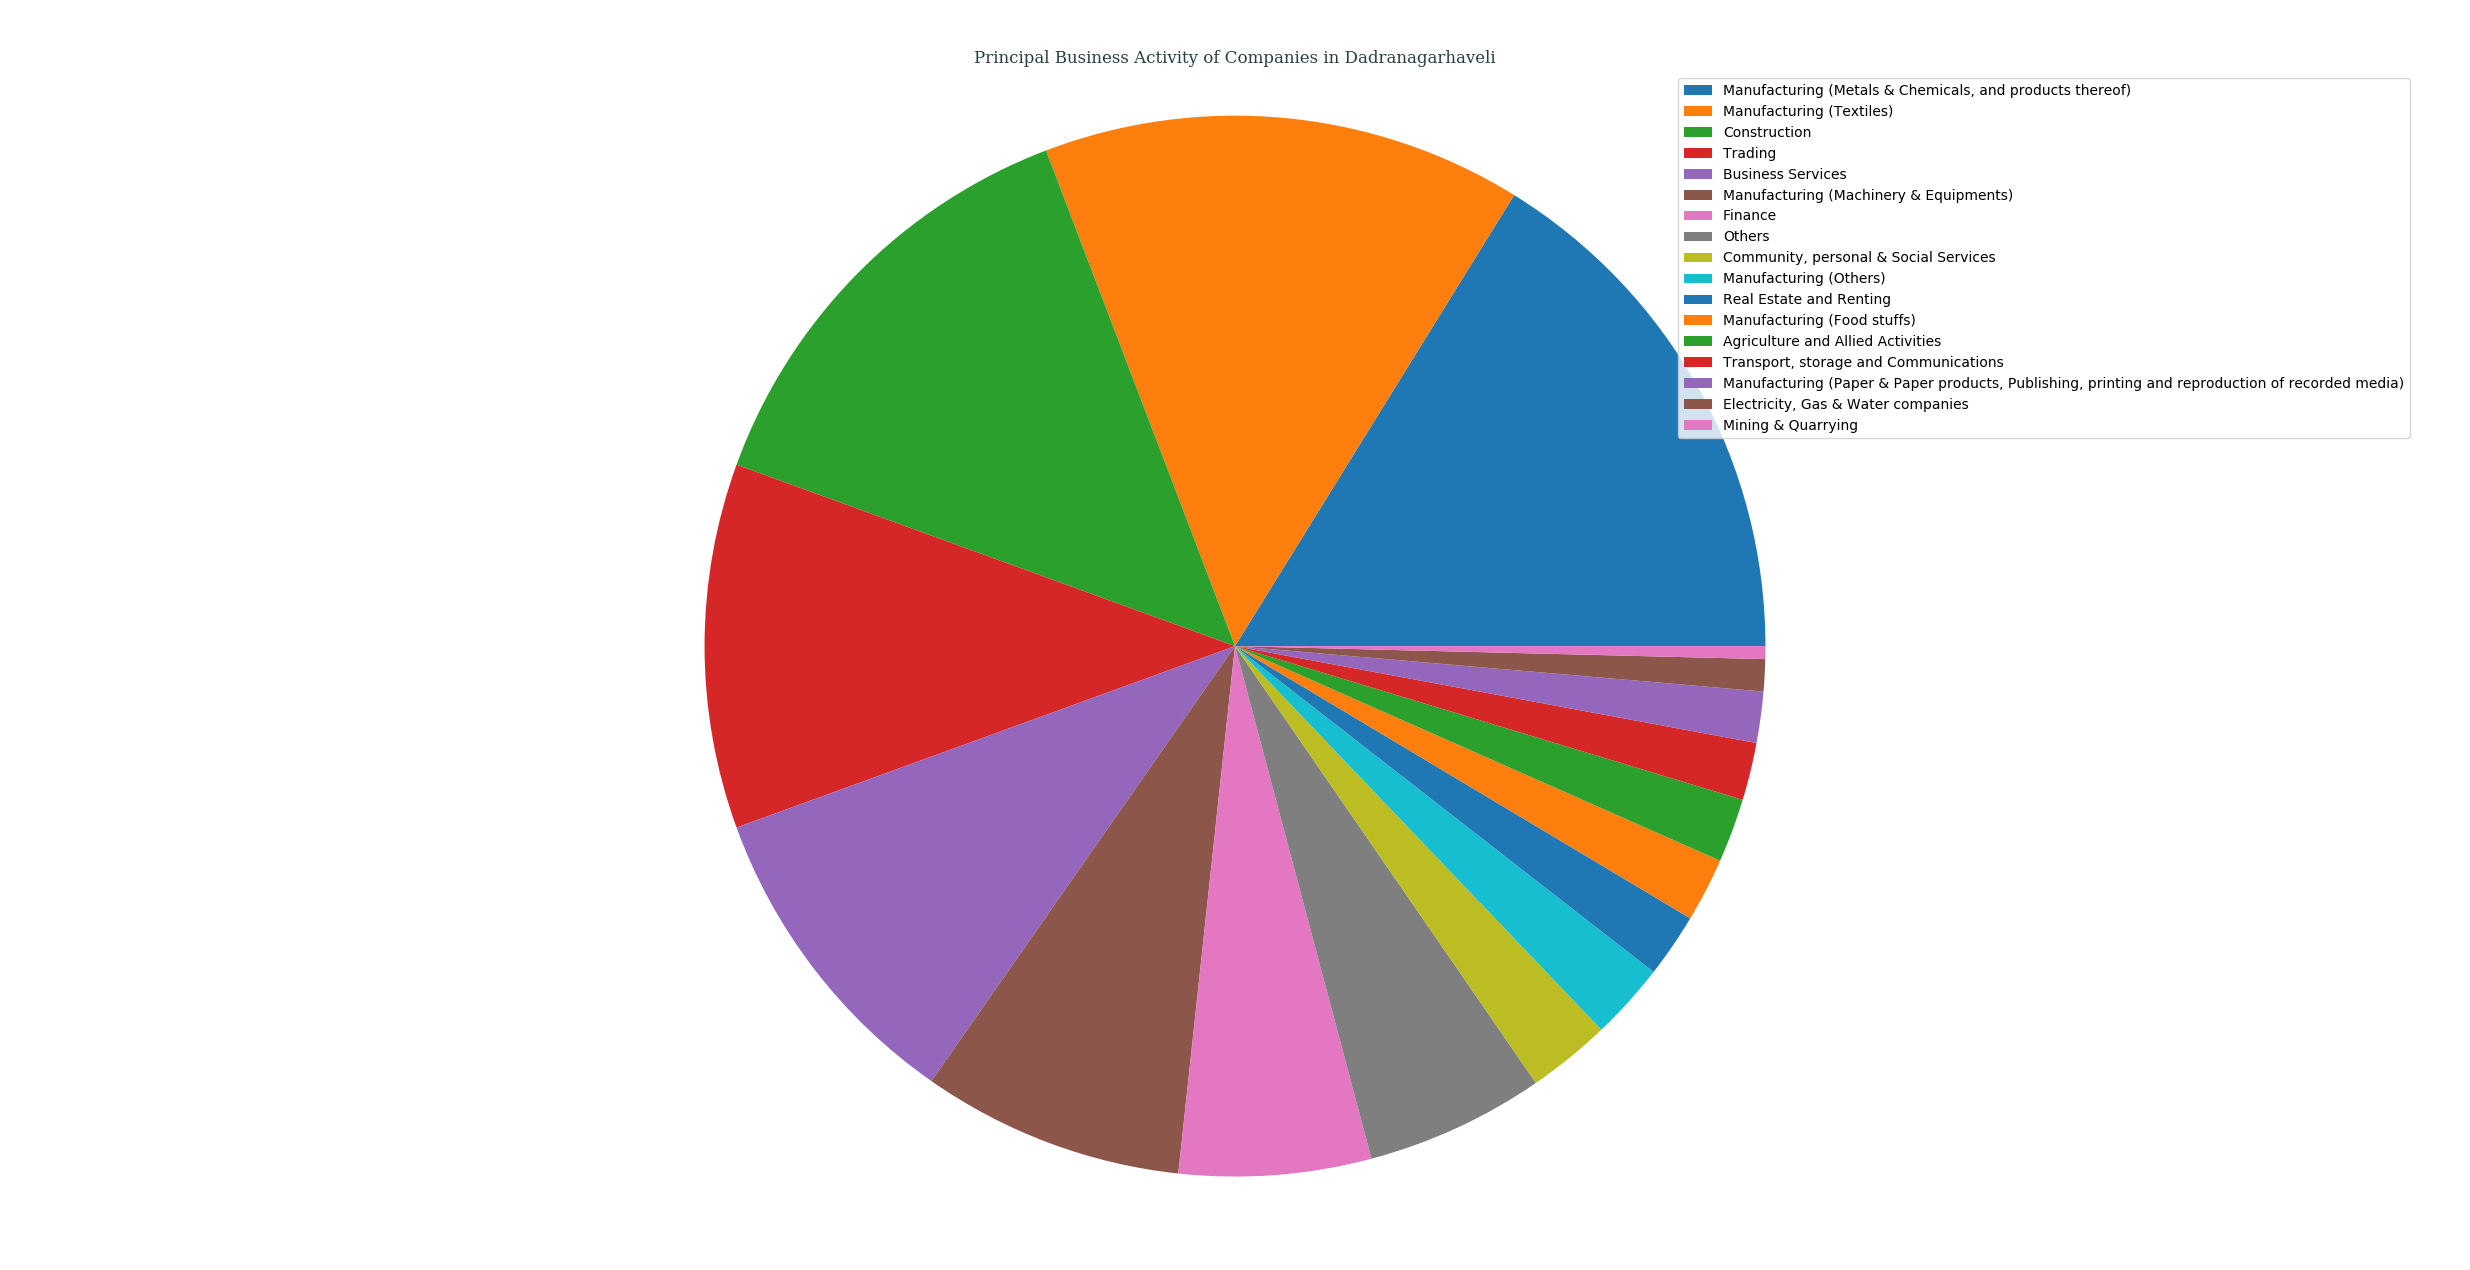 Principal Business Activity of Companies in Dadranagarhaveli
Manufacturing (Metals & Chemicals, and products thereof)
Manufacturing (Textiles)
Construction
Trading
Business Services
Manufacturing (Machinery & Equipments)
Finance
Others
Community, personal & Social Services
Manufacturing (Others)
Real Estate and Renting
Manufacturing (Food stuffs)
Agriculture and Allied Activities
Transport, storage and Communications
Manufacturing (Paper & Paper products, Publishing, printing and reproduction of recorded media)
Electricity, Gas & Water companies
Mining & Quarrying